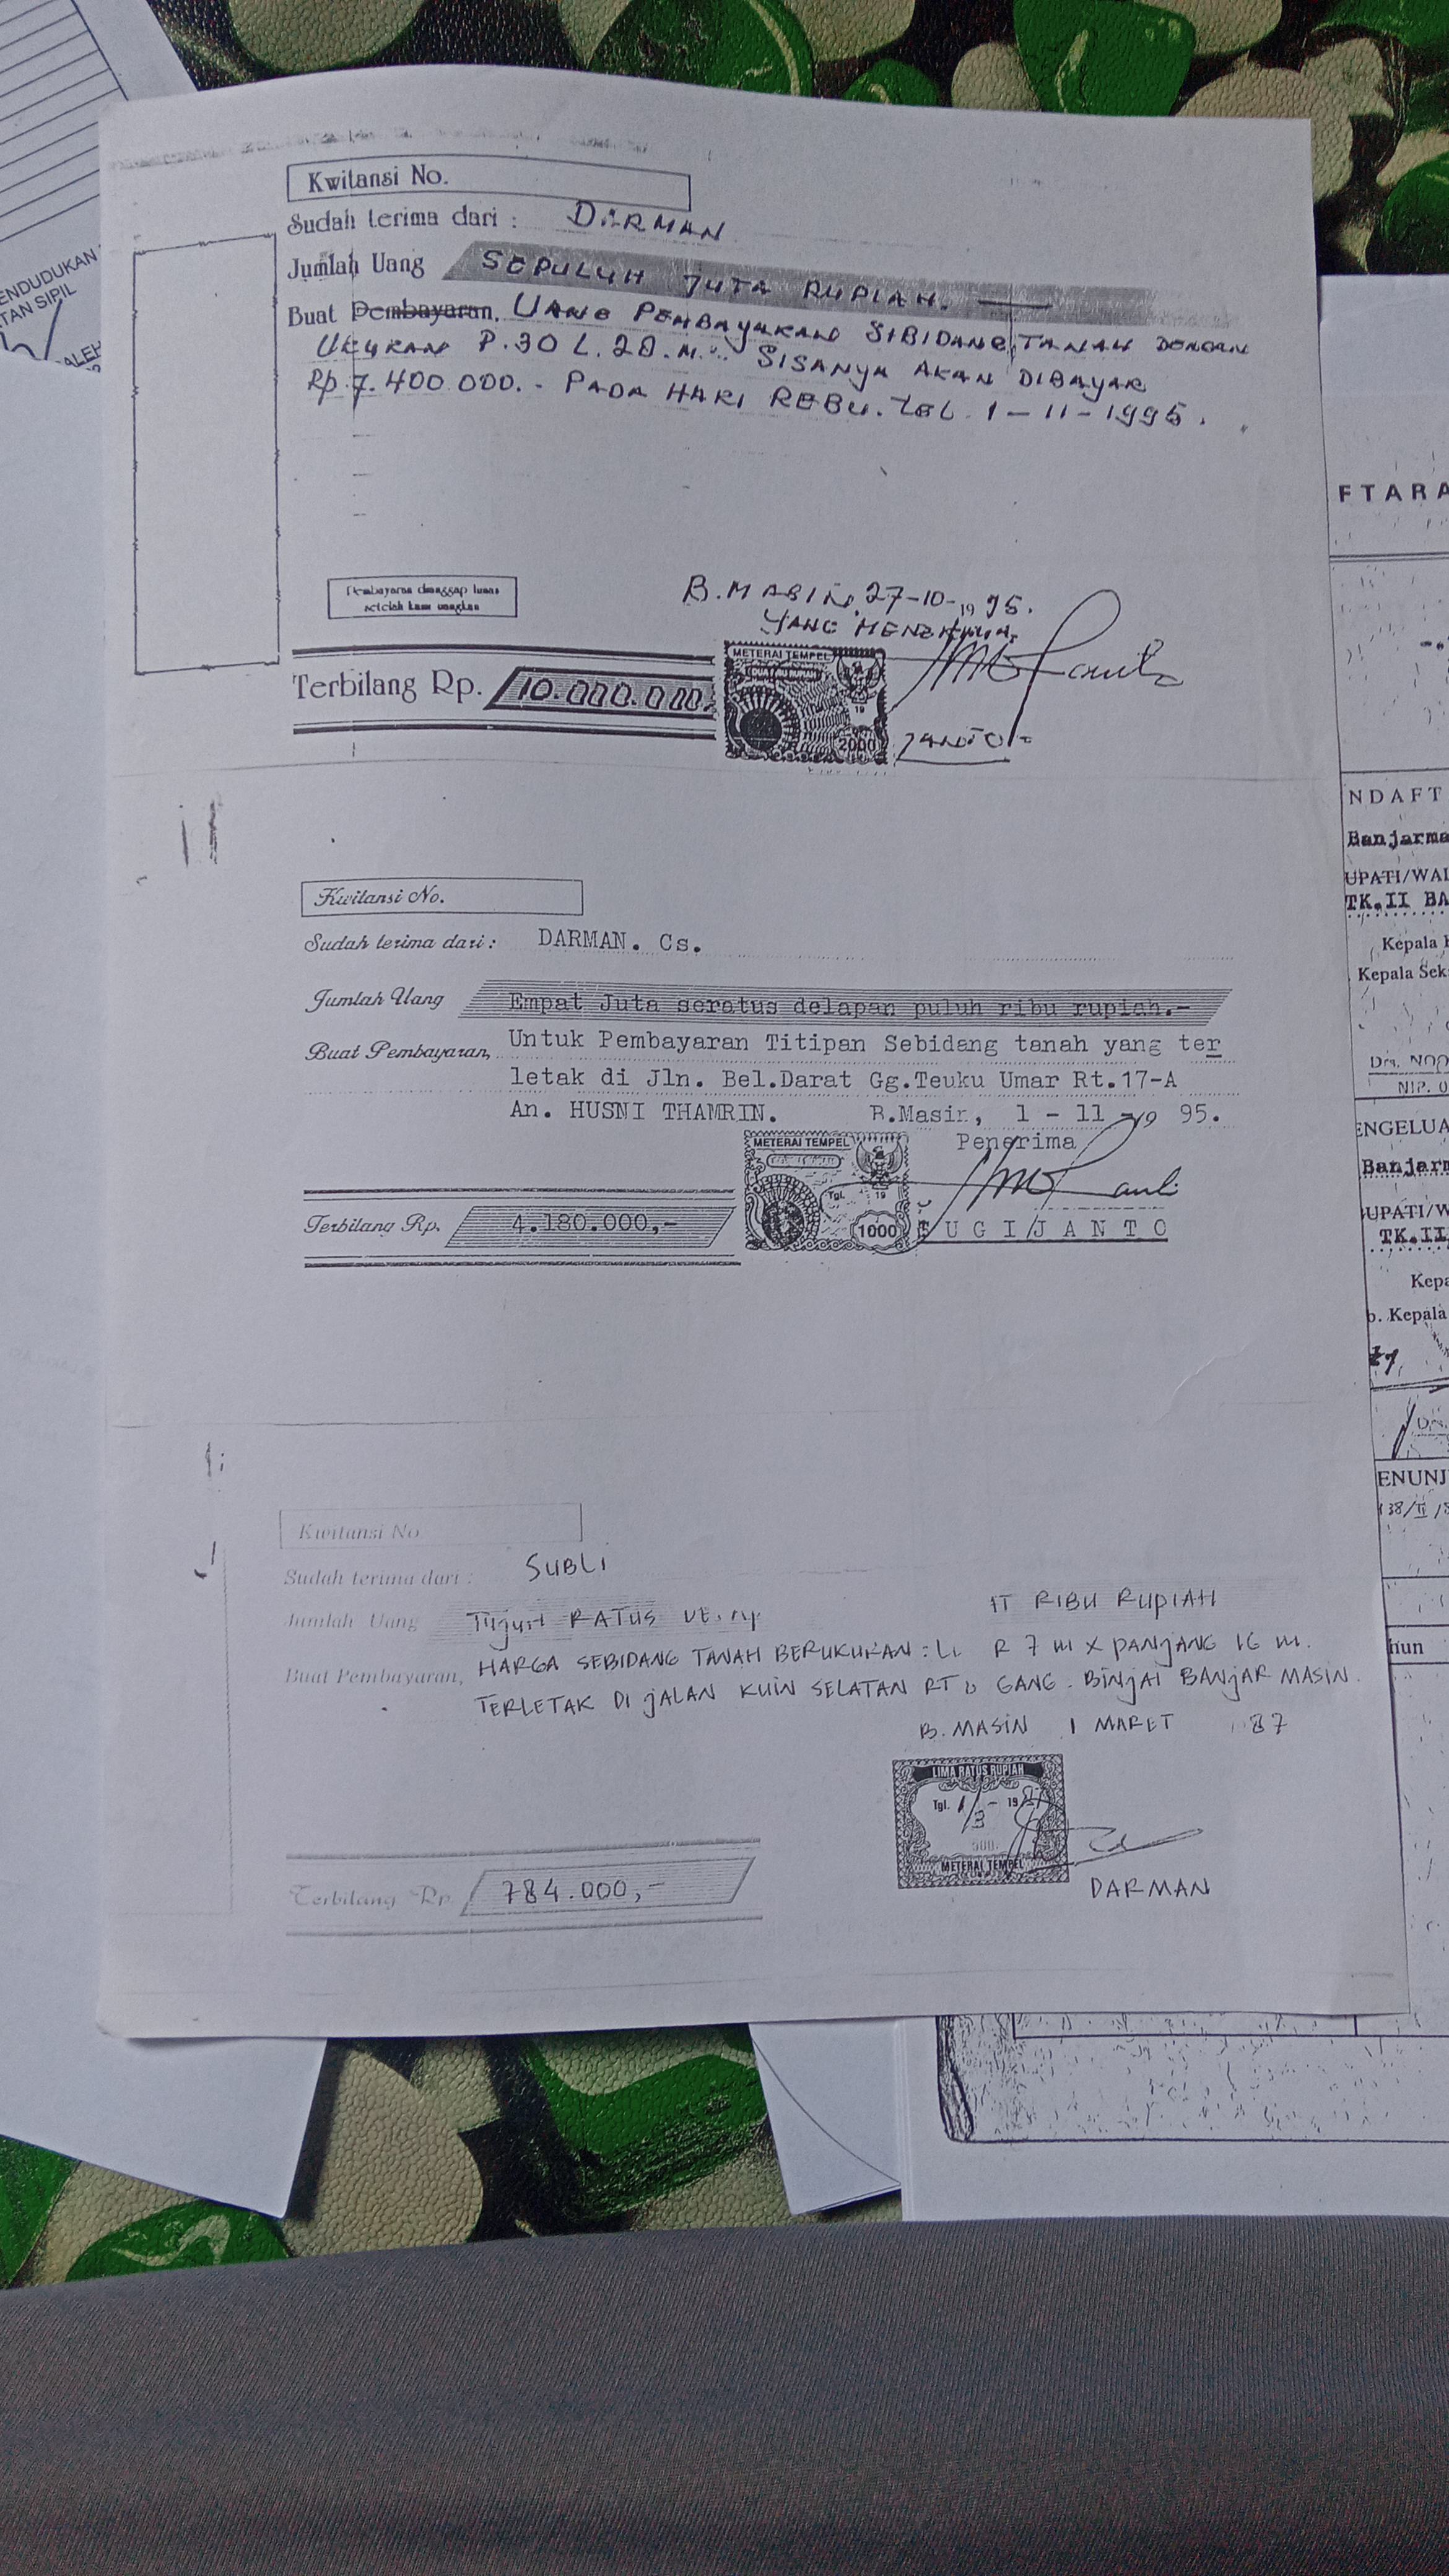 ENDUDUKAN
TAN SIPIL
ALEH
Kwitansi No.
Sudah terima dari : DARMAN
Jumlah Uang SEPULUH JUTA RUPIAH.
Buat Pembayaran, UANG PEMBAYARAN SIBIDANG TANAH DENGAN
UKURAN P.30 L.20.M. SISANYA AKAN DIBAYAR
Rp.7.400.000.- PADA HARI REBU. TGL. 1-11-1995.
Pembayaran dianggap lunas
setelah kami uangkan
B.MASIN, 27-10-1995.
YANG MENERIMA,
METERAI TEMPEL
19
2000
Terbilang Rp. 10.000.000
Kwitansi No.
Sudah terima dari : DARMAN. Cs.
Jumlah Uang Empat Juta seratus delapan puluh ribu rupiah.-
Buat Pembayaran, Untuk Pembayaran Titipan Sebidang tanah yang ter
letak di Jln. Bel.Darat Gg.Teuku Umar Rt.17-A
An. HUSNI THAMRIN. B.Masin, 1 - 11 - 19 95.
Penerima
METERAI TEMPEL
Tgl. 19
1000
Terbilang Rp. 4.180.000,-
SUGIJANTO
Kwitansi No.
Sudah terima dari : SUBLI
Jumlah Uang TUJUH RATUS RIBU RUPIAH
Buat Pembayaran, HARGA SEBIDANG TANAH BERUKURAN : R 7 m X PANJANG 16 m.
TERLETAK DI JALAN KUIN SELATAN RT GANG. BINJAI BANJAR MASIN.
B. MASIN 1 MARET 87
LIMA RATUS RUPIAH
Tgl. 1/3 - 1987
500
METERAI TEMPEL
Terbilang Rp 784.000,-
DARMAN
FTARA
NDAFT
Banjarma
UPATI/WAL
TK.II BA
Kepala
Kepala Sek
Drs. NOO
NIP. 0
ENGELUA
Banjarm
UPATI/W
TK.II
Kepa
b. Kepala
ENUNJ
138/II/
hun